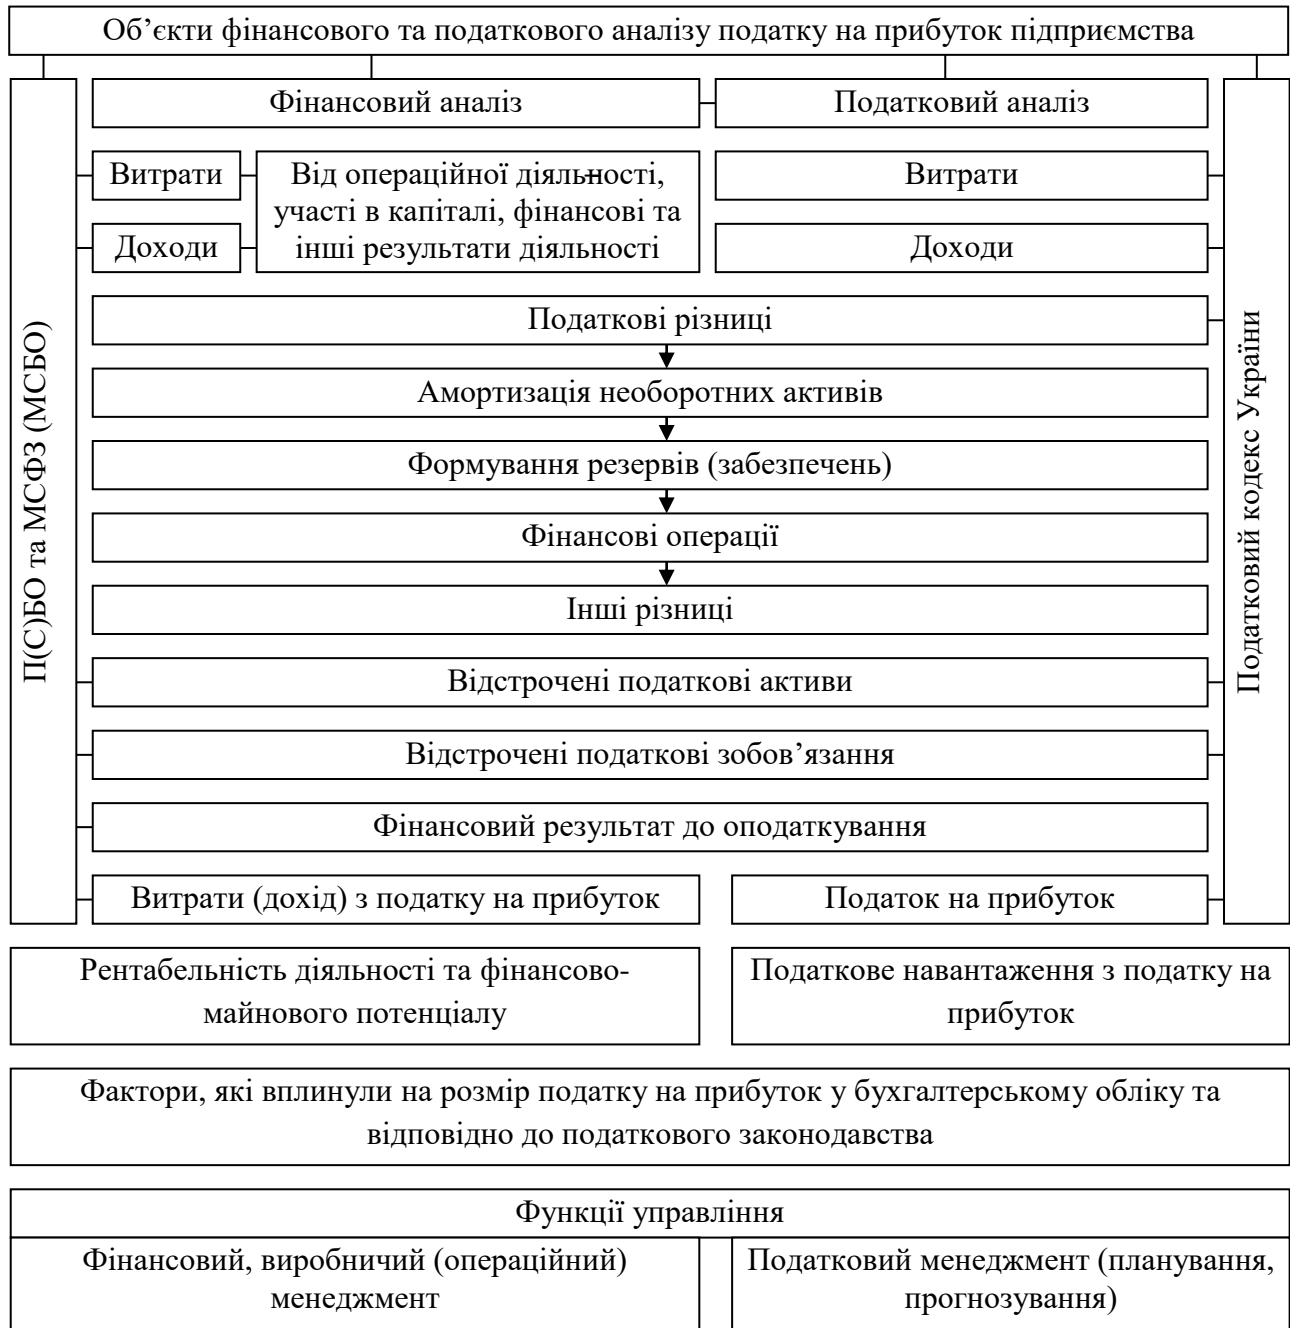 Об’єкти фінансового та податкового аналізу податку на прибуток підприємства
П(С)БО та МСФЗ (МСБО)
Фінансовий аналіз
Податковий аналіз
Податковий кодекс України
Витрати
Доходи
Від операційної діяльності,
участі в капіталі, фінансові та
інші результати діяльності
Витрати
Доходи
Податкові різниці
Амортизація необоротних активів
Формування резервів (забезпечень)
Фінансові операції
Інші різниці
Відстрочені податкові активи
Відстрочені податкові зобов’язання
Фінансовий результат до оподаткування
Витрати (дохід) з податку на прибуток
Податок на прибуток
Рентабельність діяльності та фінансово-
майнового потенціалу
Податкове навантаження з податку на
прибуток
Фактори, які вплинули на розмір податку на прибуток у бухгалтерському обліку та
відповідно до податкового законодавства
Функції управління
Фінансовий, виробничий (операційний)
менеджмент
Податковий менеджмент (планування,
прогнозування)